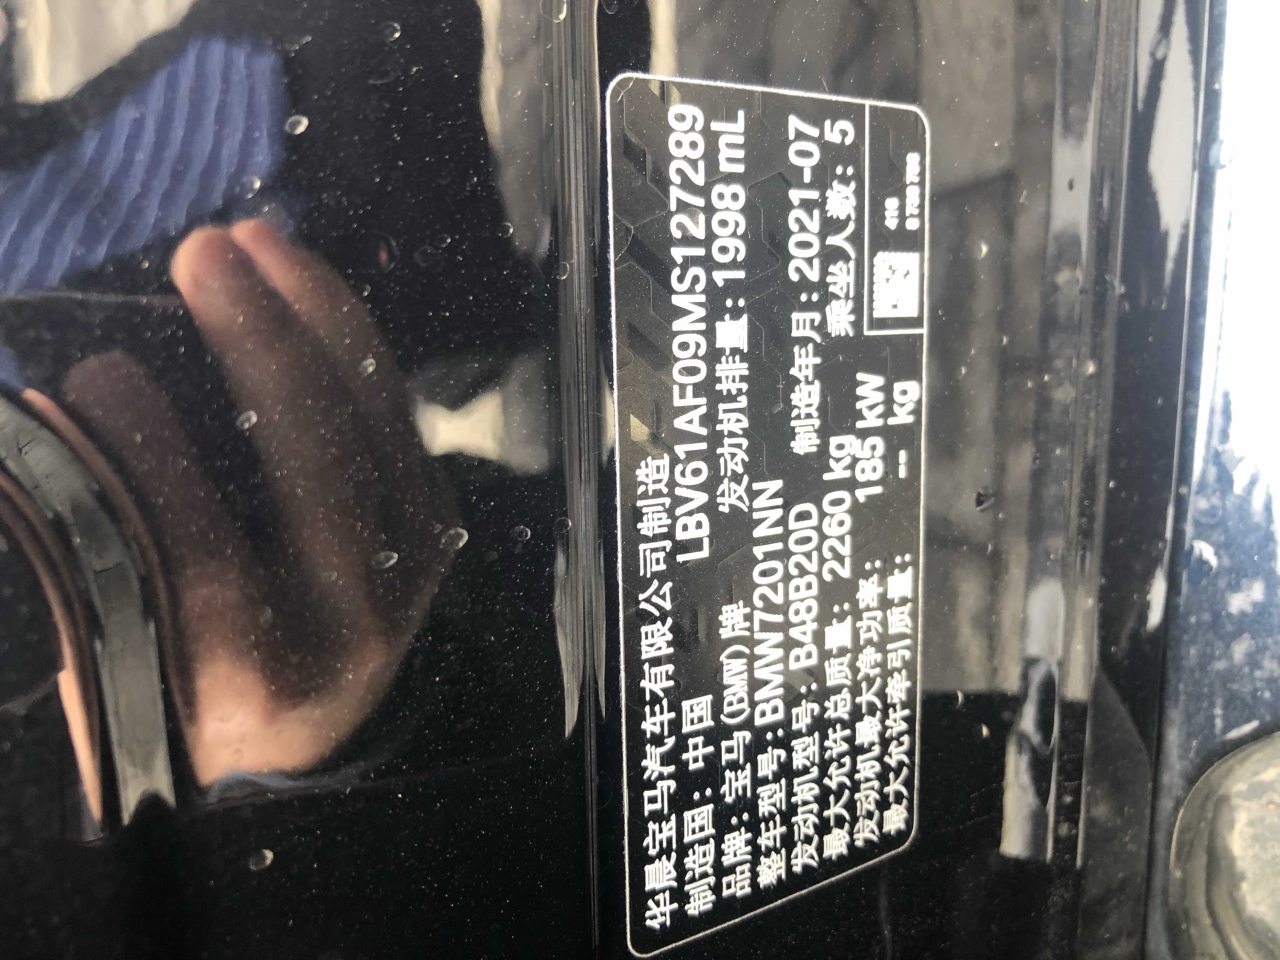 华晨宝马汽车有限公司制造
制造国：中国 LBV61AF09MS127289
品牌：宝马(BMW)牌 发动机排量：1998 mL
整车型号：BMW7201NN
发动机型号：B48B20D 制造年月：2021-07
最大允许总质量：2260 kg 乘坐人数：5
发动机最大净功率：185 kW
最大允许牵引质量：-- kg
416